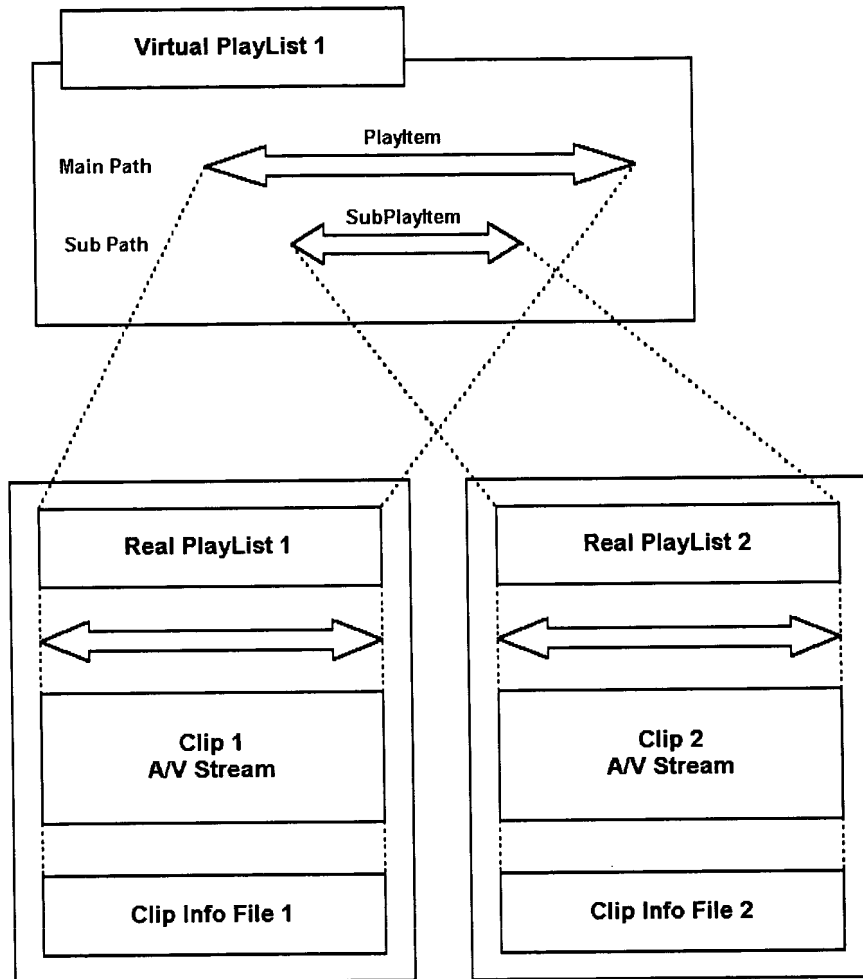 Virtual PlayList 1
PlayItem
Main Path
SubPlayItem
Sub Path
Real PlayList 1
Real PlayList 2
Clip 1
A/V Stream
Clip 2
A/V Stream
Clip Info File 1
Clip Info File 2